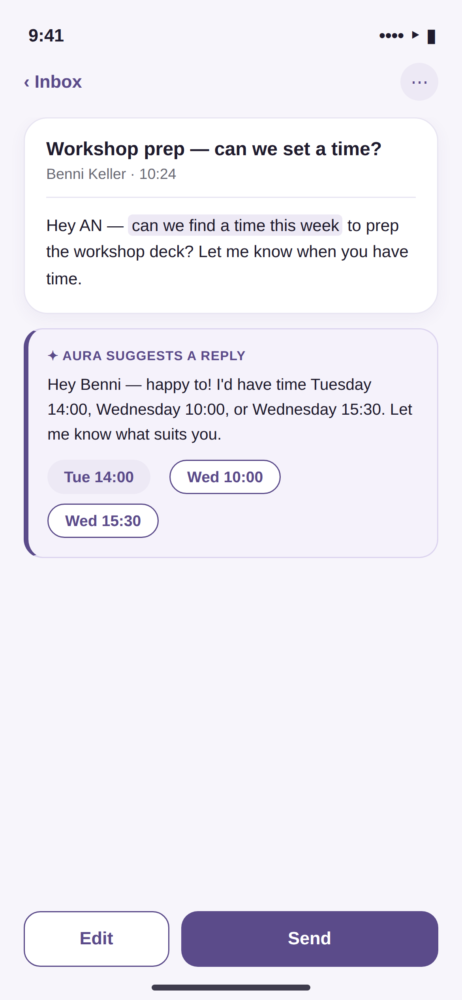 9:41
‹ Inbox
⋯
Workshop prep — can we set a time?
Benni Keller · 10:24
Hey AN — can we find a time this week to prep
the workshop deck? Let me know when you have
time.
✦ AURA SUGGESTS A REPLY
Hey Benni — happy to! I'd have time Tuesday
14:00, Wednesday 10:00, or Wednesday 15:30. Let
me know what suits you.
Tue 14:00
Wed 10:00
Wed 15:30
Edit
Send